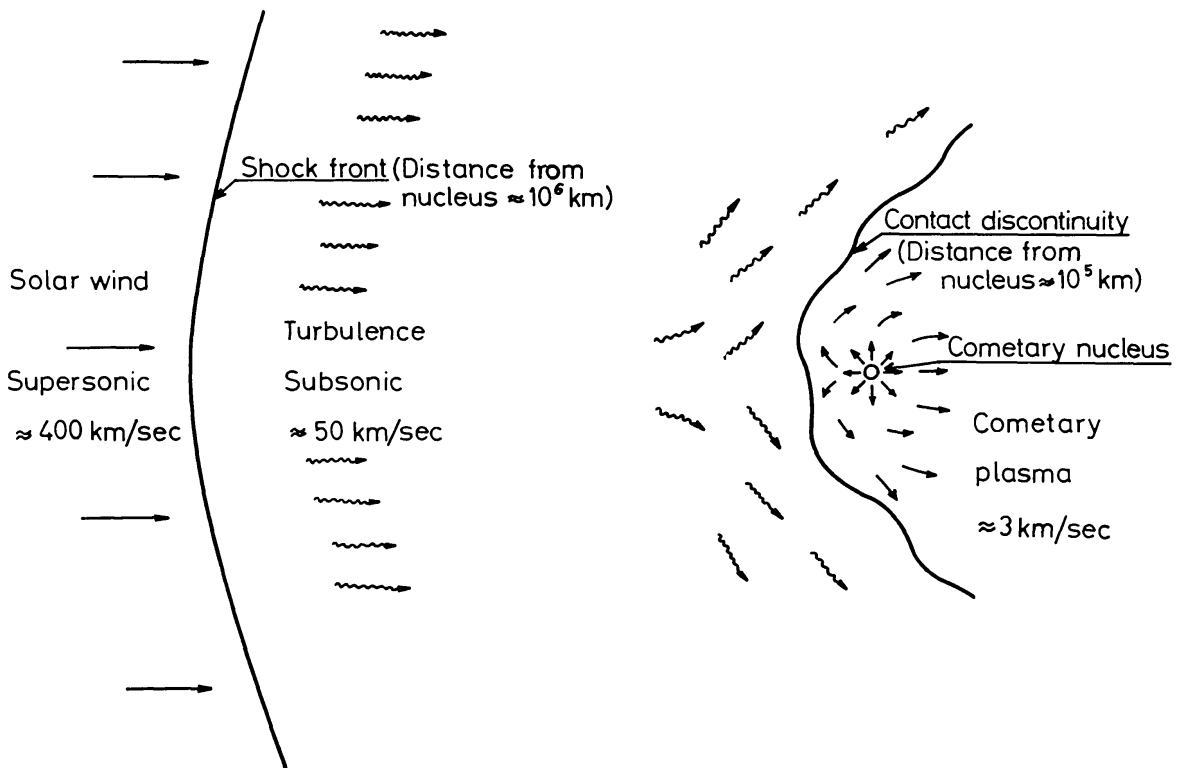 Shock front (Distance from
nucleus ≈ 10⁶ km)
Solar wind
Supersonic
≈ 400 km/sec
Turbulence
Subsonic
≈ 50 km/sec
Contact discontinuity
(Distance from
nucleus ≈ 10⁵ km)
Cometary nucleus
Cometary
plasma
≈ 3 km/sec